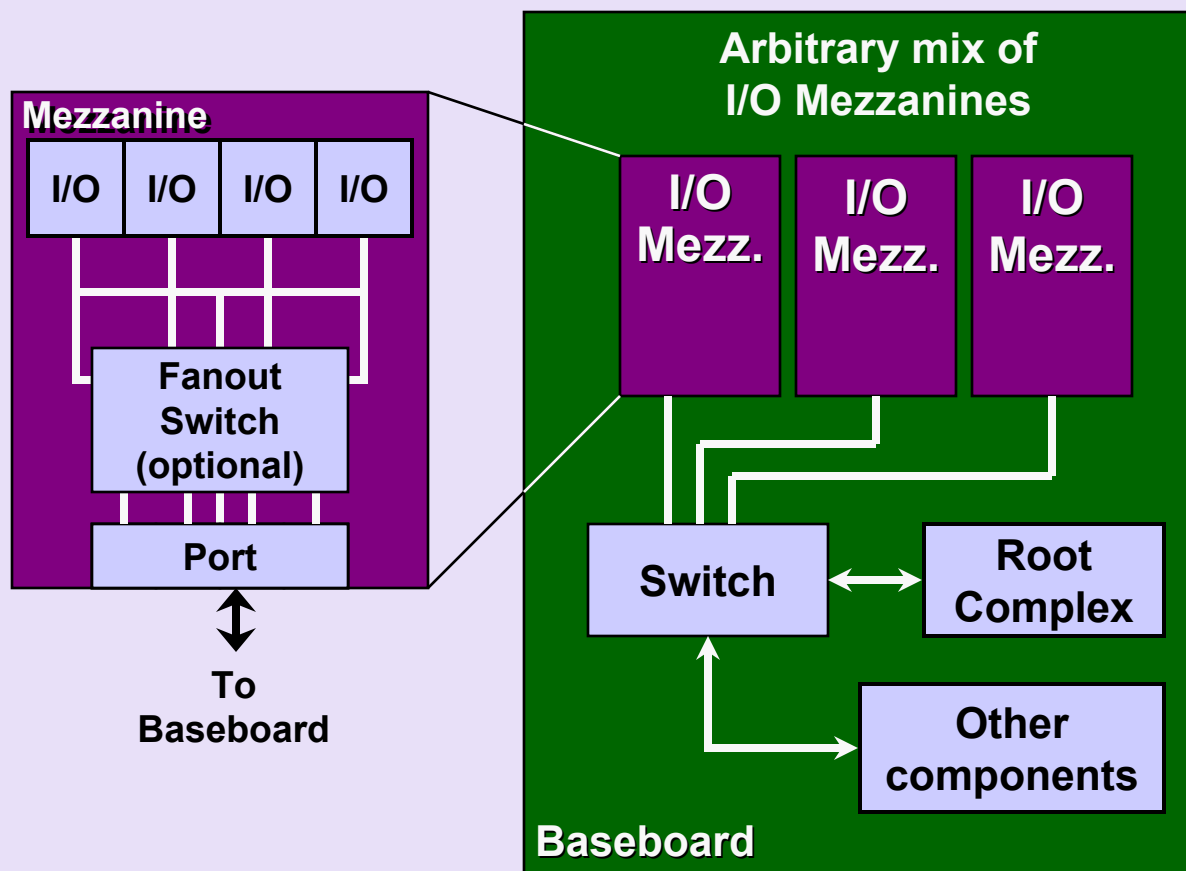 Mezzanine
I/O
I/O
I/O
I/O
Fanout
Switch
(optional)
Port
To
Baseboard
Arbitrary mix of
I/O Mezzanines
I/O
Mezz.
I/O
Mezz.
I/O
Mezz.
Switch
Root
Complex
Other
components
Baseboard